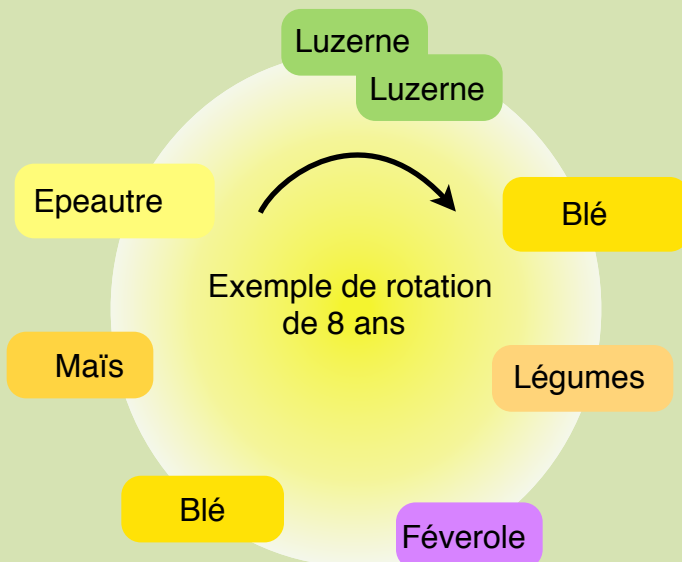 Luzerne
Luzerne
Epeautre
Blé
Exemple de rotation
de 8 ans
Maïs
Légumes
Blé
Féverole